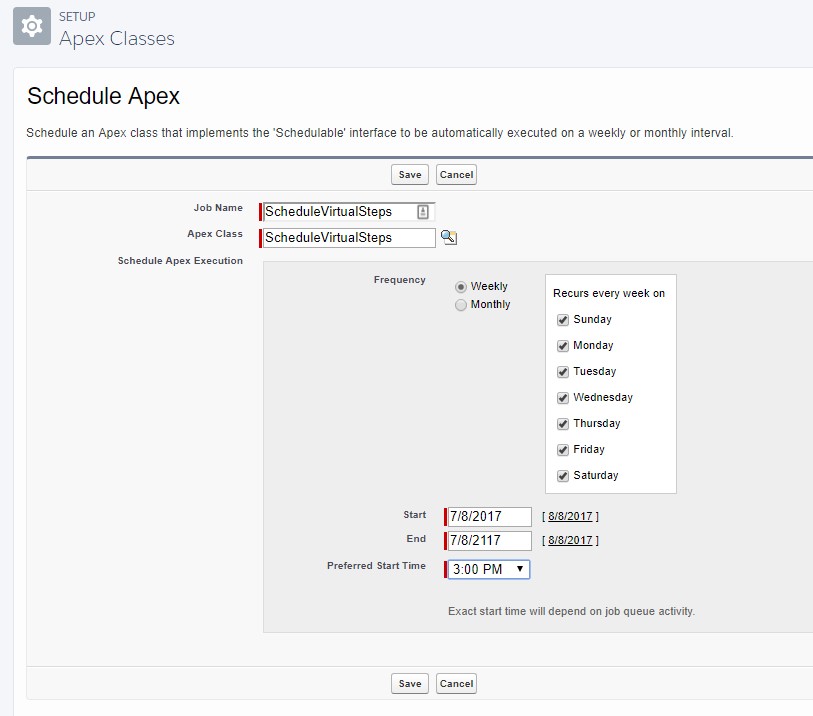 SETUP
Apex Classes
Schedule Apex
Schedule an Apex class that implements the 'Schedulable' interface to be automatically executed on a weekly or monthly interval.
Save Cancel
Job Name ScheduleVirtualSteps
Apex Class ScheduleVirtualSteps
Schedule Apex Execution
Frequency Weekly
Monthly
Recurs every week on
Sunday
Monday
Tuesday
Wednesday
Thursday
Friday
Saturday
Start 7/8/2017 [ 8/8/2017 ]
End 7/8/2117 [ 8/8/2017 ]
Preferred Start Time 3:00 PM
Exact start time will depend on job queue activity.
Save Cancel